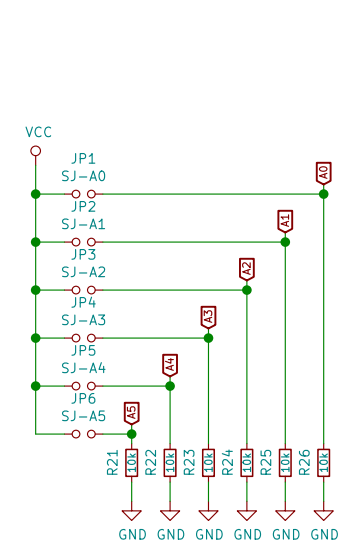 VCC
JP1
SJ-A0
A0
JP2
SJ-A1
A1
JP3
SJ-A2
A2
JP4
SJ-A3
A3
JP5
SJ-A4
A4
JP6
SJ-A5
A5
R21 10k R22 10k R23 10k R24 10k R25 10k R26 10k
GND GND GND GND GND GND